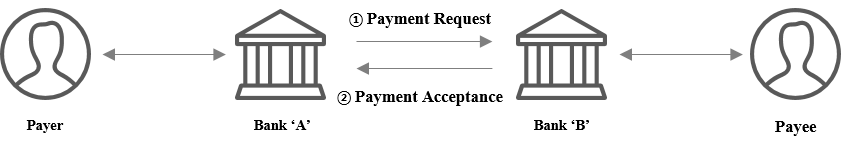 ① Payment Request
② Payment Acceptance
Payer
Bank ‘A’
Bank ‘B’
Payee